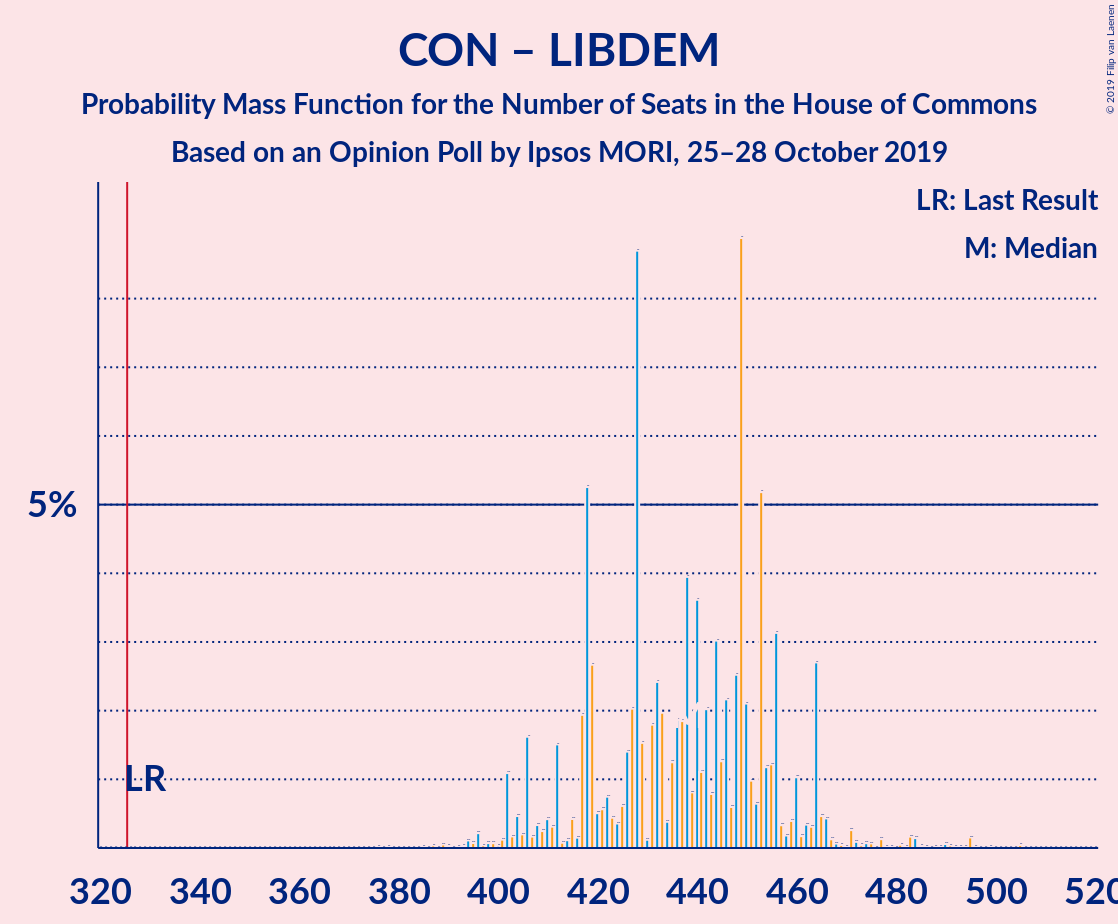 CON – LIBDEM
Probability Mass Function for the Number of Seats in the House of Commons
Based on an Opinion Poll by Ipsos MORI, 25–28 October 2019
© 2019 Filip van Laenen
LR: Last Result
M: Median
5%
LR
320 340 360 380 400 420 440 460 480 500 520